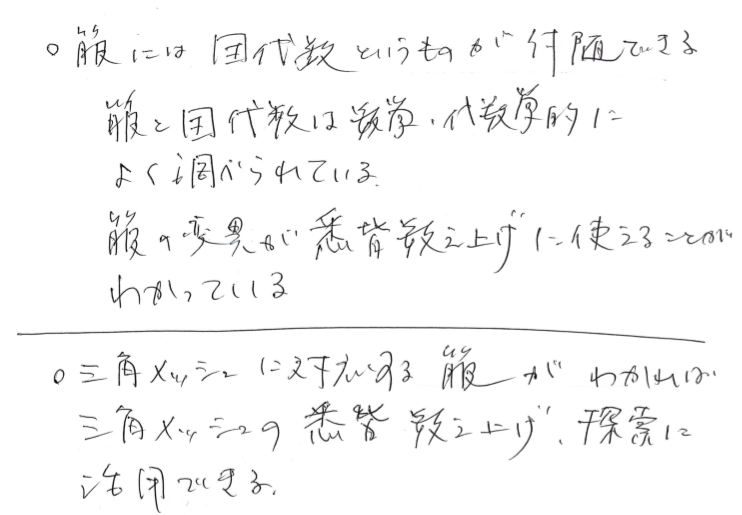 ○ 箙には 団代数というものが付随できる
箙と団代数は数学、代数学的に
よく調べられている。
箙の変異が悉皆数え上げに使えることが
わかっている
○ 三角メッシュに対応する箙がわかれば
三角メッシュの悉皆数え上げ、探索に
活用できる。